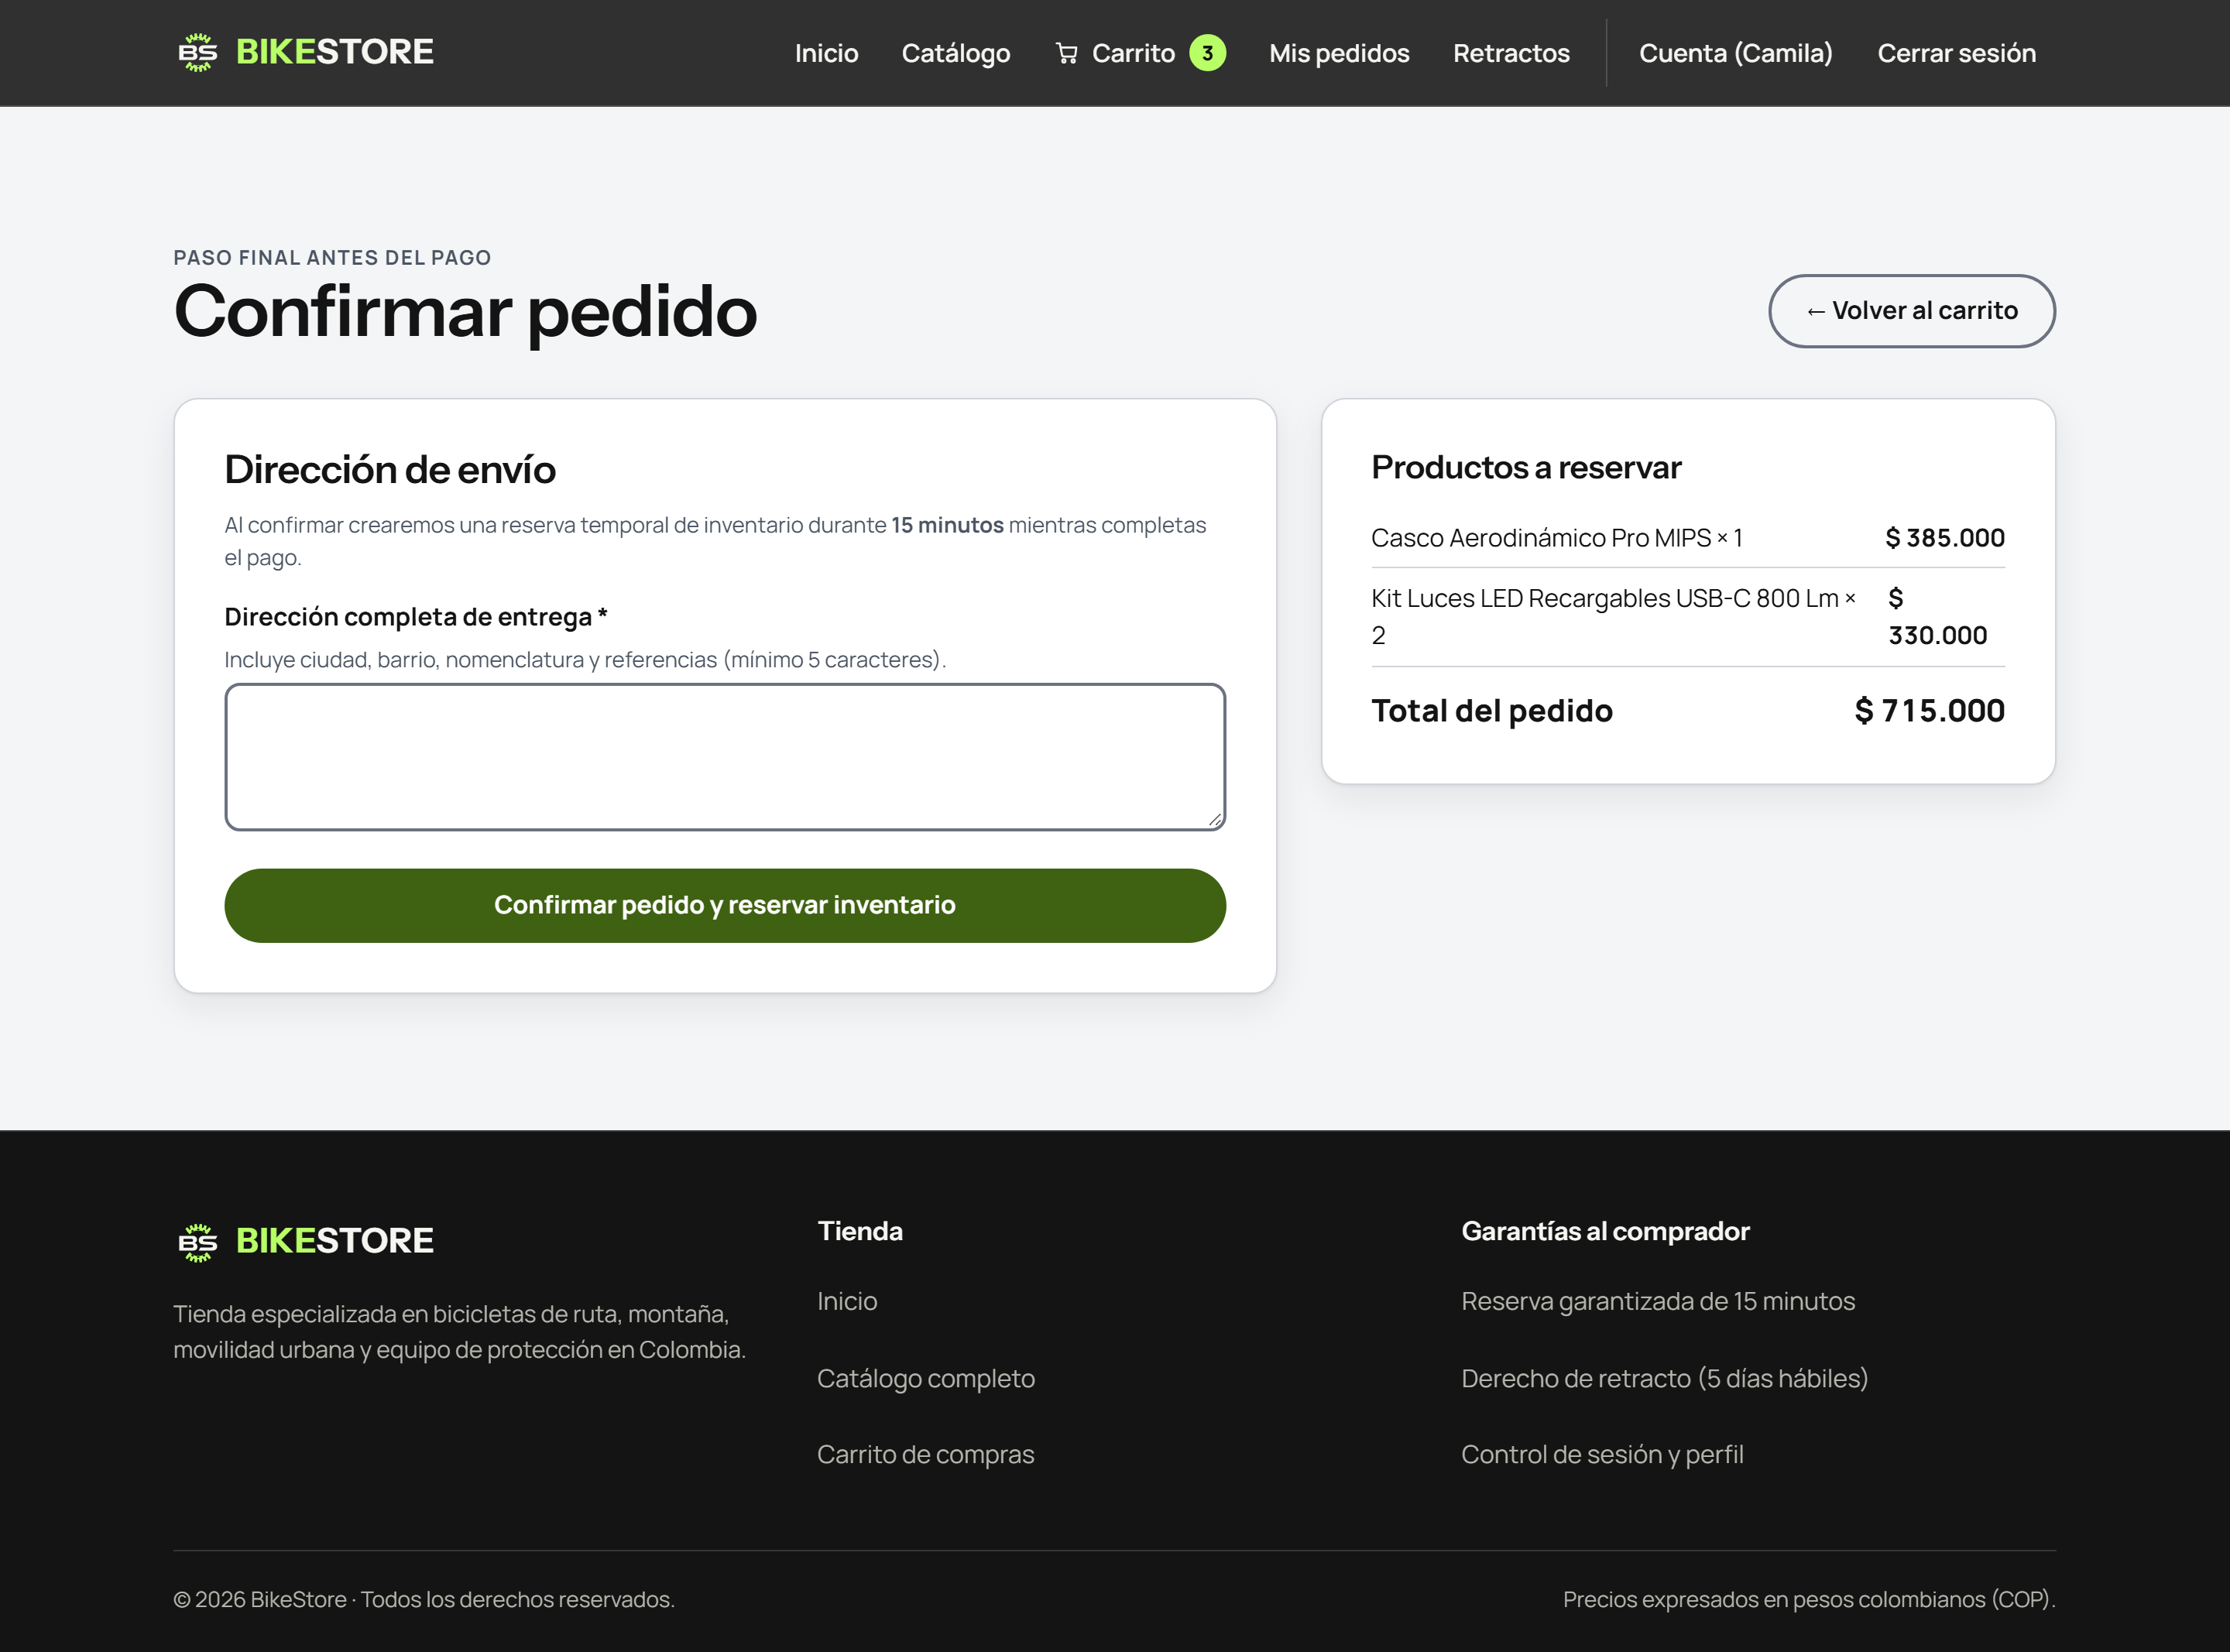 BS BIKESTORE
Inicio Catálogo Carrito 3 Mis pedidos Retractos Cuenta (Camila) Cerrar sesión
PASO FINAL ANTES DEL PAGO
Confirmar pedido
← Volver al carrito
Dirección de envío
Al confirmar crearemos una reserva temporal de inventario durante 15 minutos mientras completas
el pago.
Dirección completa de entrega *
Incluye ciudad, barrio, nomenclatura y referencias (mínimo 5 caracteres).
Confirmar pedido y reservar inventario
Productos a reservar
Casco Aerodinámico Pro MIPS × 1 $ 385.000
Kit Luces LED Recargables USB-C 800 Lm × $
2 330.000
Total del pedido $ 715.000
BS BIKESTORE
Tienda especializada en bicicletas de ruta, montaña,
movilidad urbana y equipo de protección en Colombia.
Tienda
Inicio
Catálogo completo
Carrito de compras
Garantías al comprador
Reserva garantizada de 15 minutos
Derecho de retracto (5 días hábiles)
Control de sesión y perfil
© 2026 BikeStore · Todos los derechos reservados.
Precios expresados en pesos colombianos (COP).